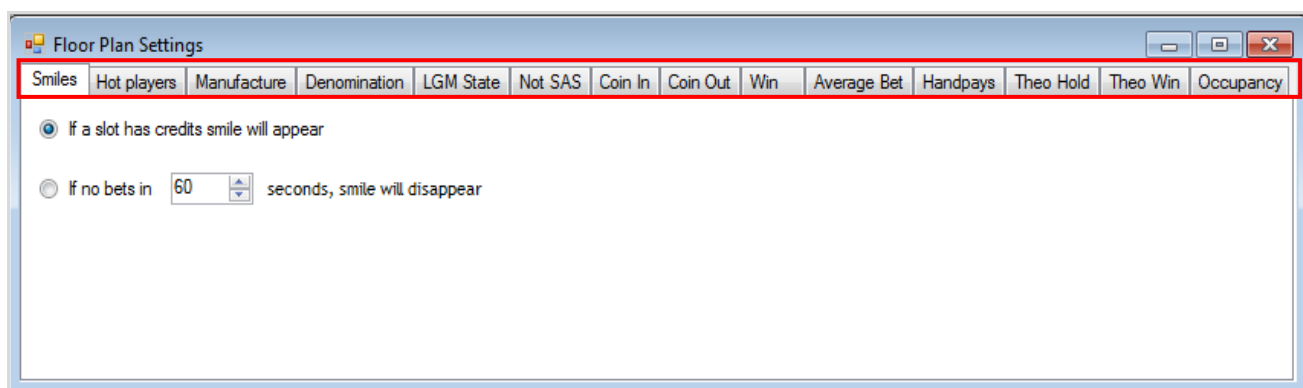 Floor Plan Settings
Smiles Hot players Manufacture Denomination LGM State Not SAS Coin In Coin Out Win Average Bet Handpays Theo Hold Theo Win Occupancy
If a slot has credits smile will appear
If no bets in 60 seconds, smile will disappear